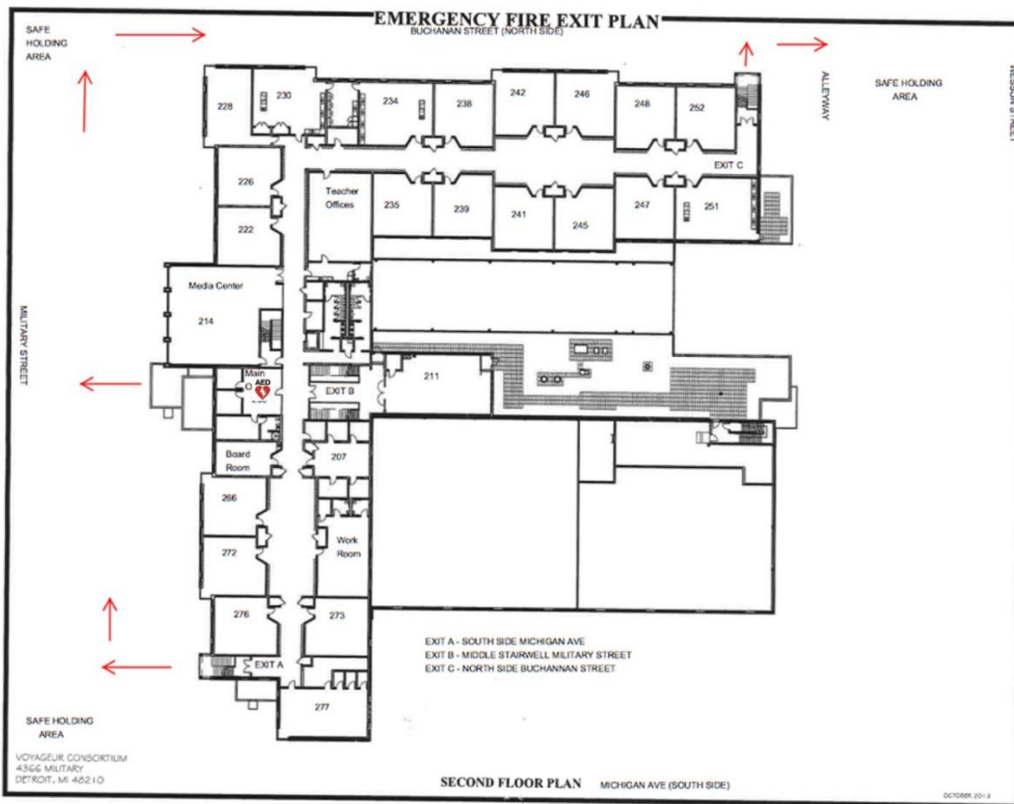 EMERGENCY FIRE EXIT PLAN
BUCHANAN STREET (NORTH SIDE)
SAFE
HOLDING
AREA
ALLEYWAY
SAFE HOLDING
AREA
WESSON STREET
228
230
234
238
242
246
248
252
EXIT C
226
Teacher
Offices
235
239
241
245
247
251
222
Media Center
214
MILITARY STREET
Main
O
AED
EXIT B
211
Board
Room
207
266
272
Work
Room
276
273
EXIT A
277
EXIT A - SOUTH SIDE MICHIGAN AVE
EXIT B - MIDDLE STAIRWELL MILITARY STREET
EXIT C - NORTH SIDE BUCHANNAN STREET
SAFE HOLDING
AREA
VOYAGEUR CONSORTIUM
4366 MILITARY
DETROIT, MI 48210
SECOND FLOOR PLAN
MICHIGAN AVE (SOUTH SIDE)
OCTOBER 2013